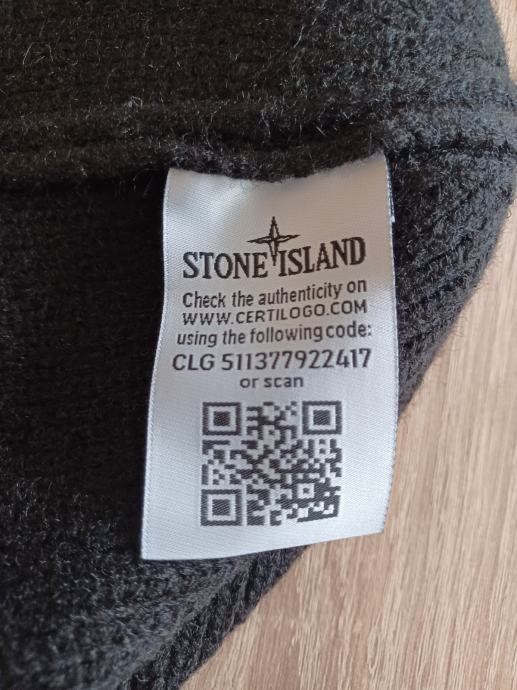 STONE ISLAND
Check the authenticity on
WWW.CERTILOGO.COM
using the following code:
CLG 511377922417
or scan